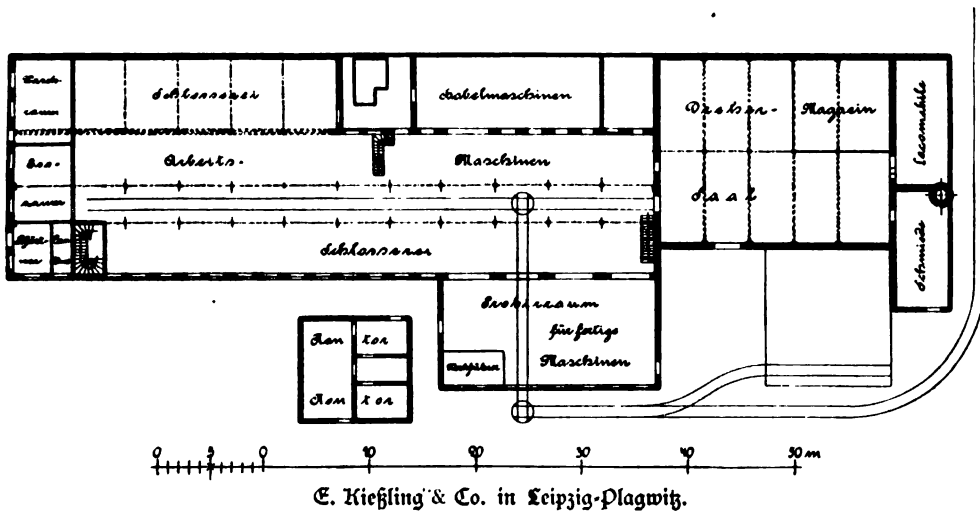 Schlosserei
Hobelmaschinen
Dreher-
Magazin
Locomobile
Arbeits-
Maschinen
Saal
Schlosserei
Schmiede
Probirraum
für fertige
Maschinen
Kon tor
Kon tor
0 5 0 10 20 30 40 50 m
E. Kießling & Co. in Leipzig-Plagwitz.